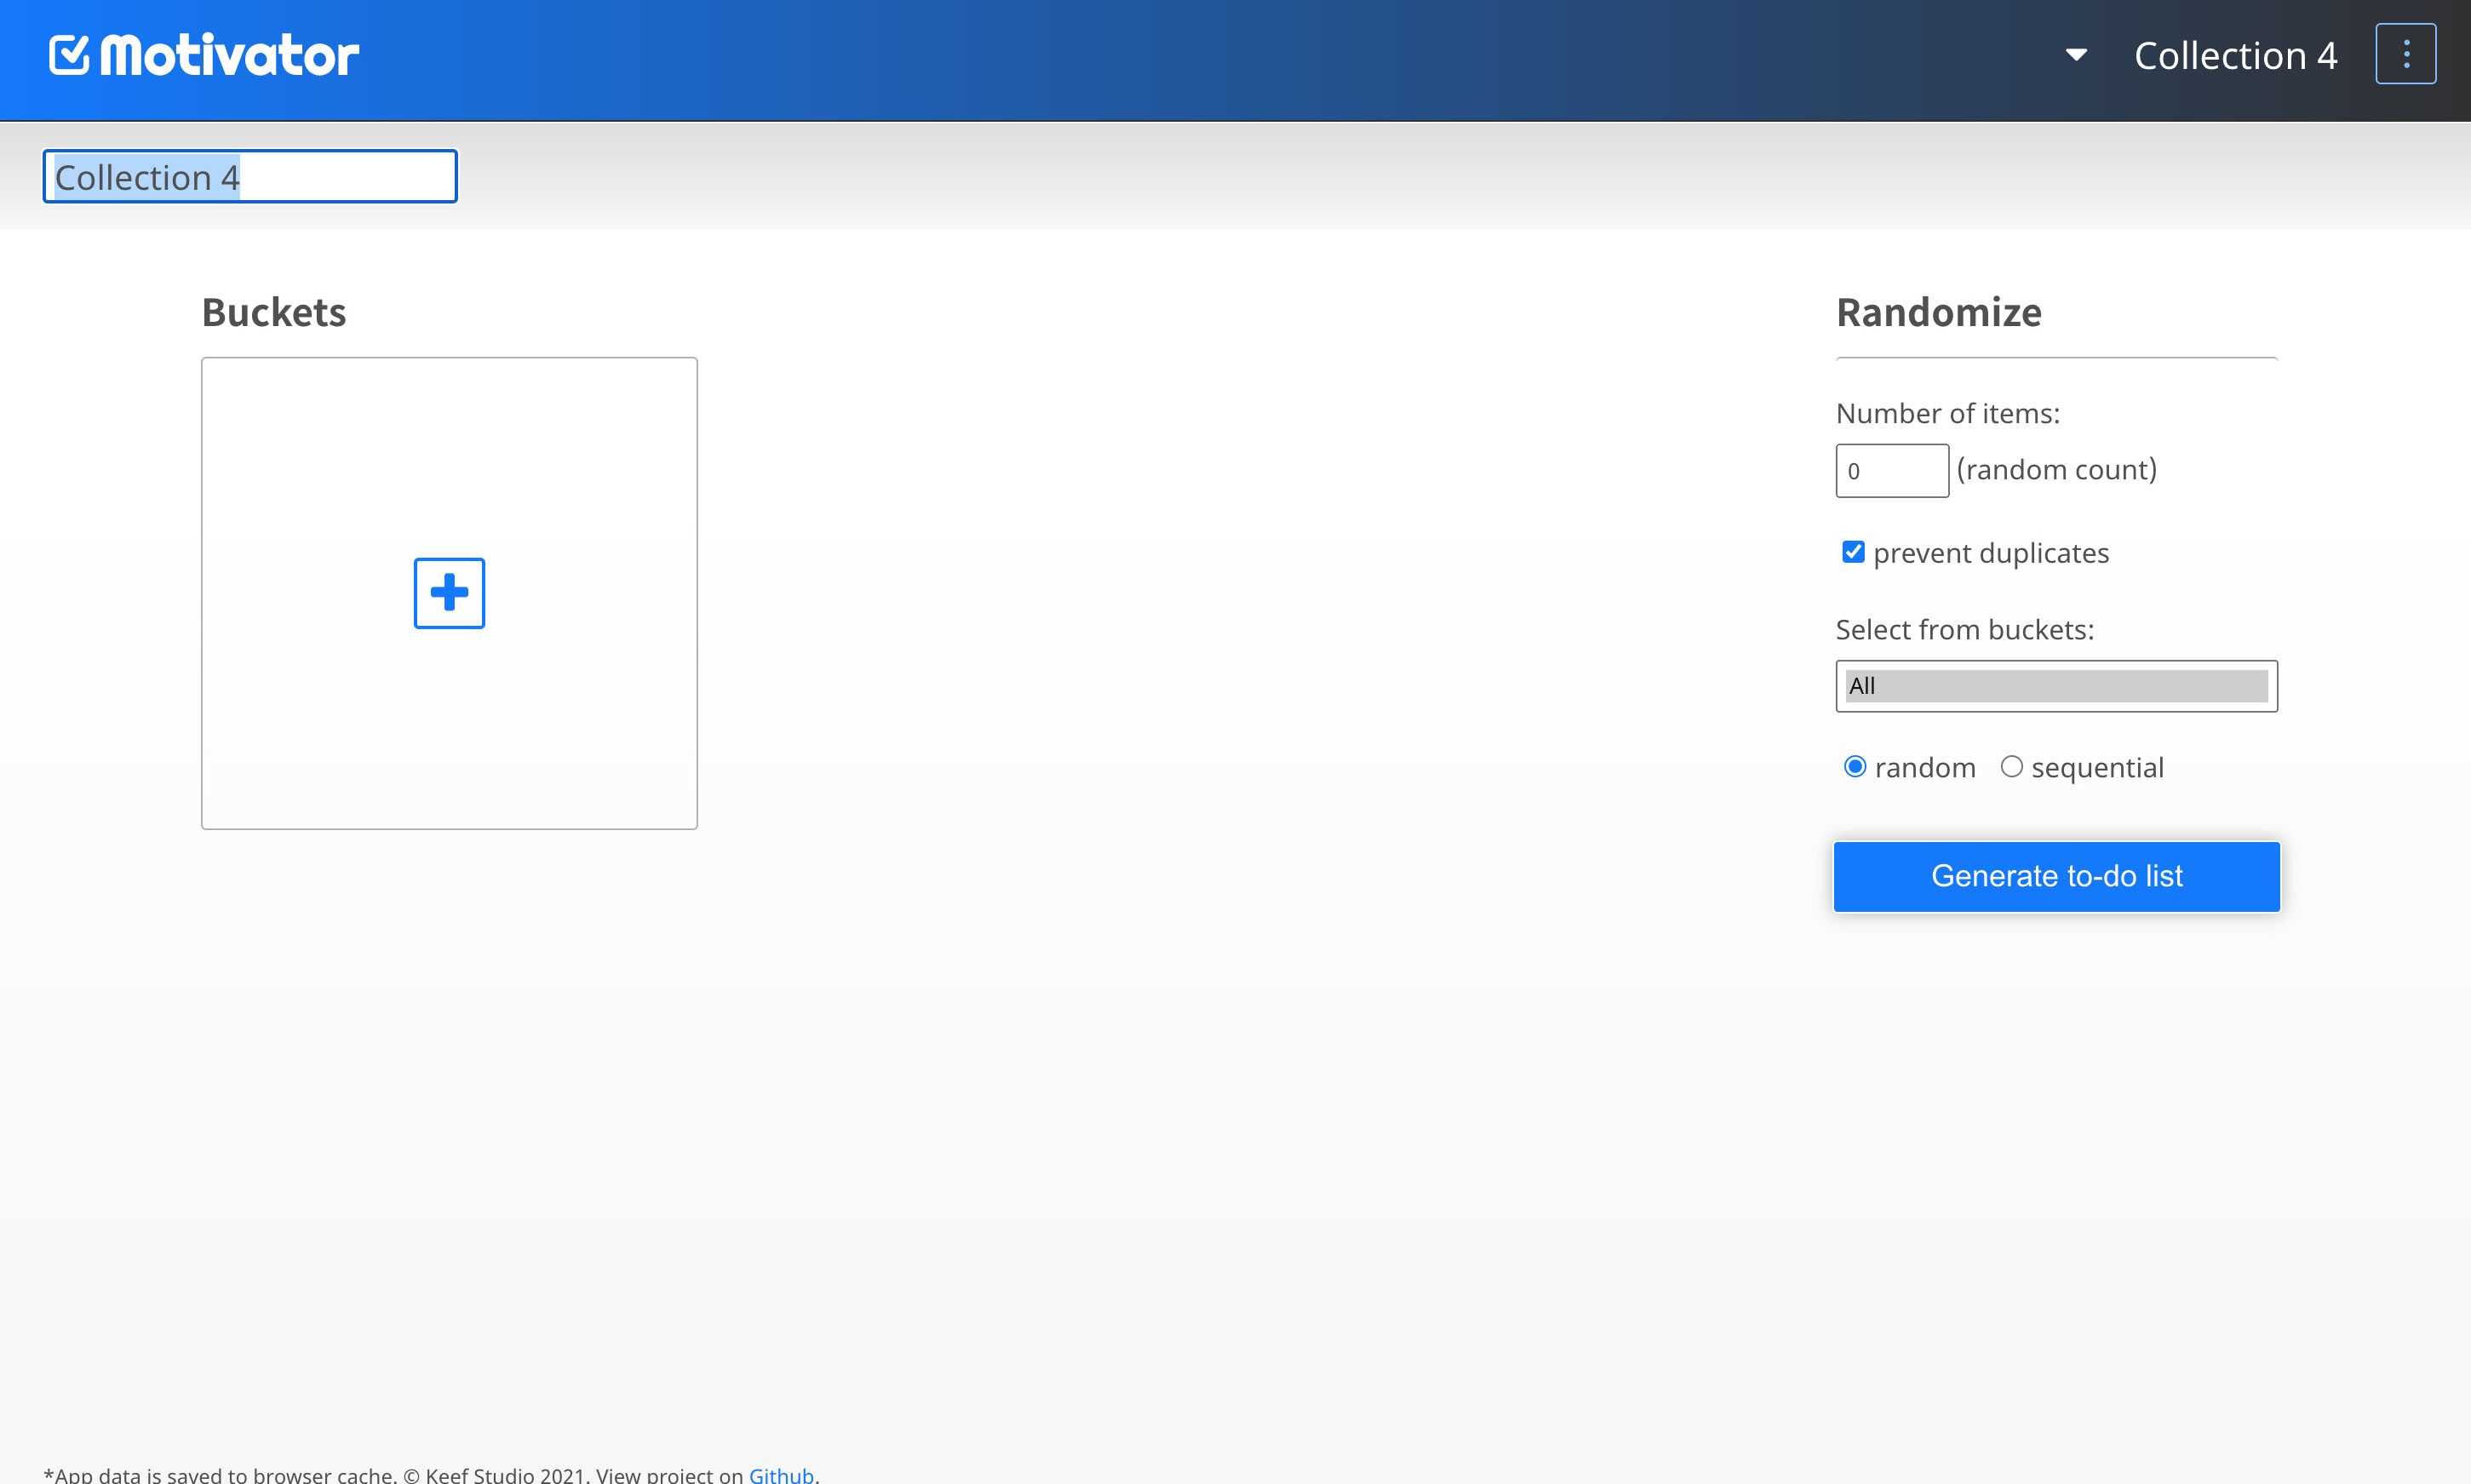 Motivator
Collection 4
Collection 4
Buckets
Randomize
Number of items:
0 (random count)
prevent duplicates
Select from buckets:
All
random sequential
Generate to-do list
*App data is saved to browser cache. © Keef Studio 2021. View project on Github.